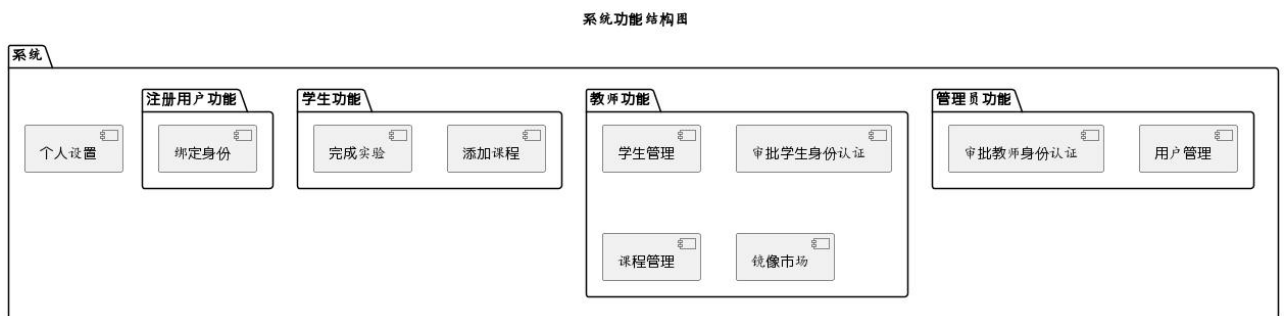 系统功能结构图
系统
注册用户功能
学生功能
教师功能
管理员功能
个人设置
绑定身份
完成实验
添加课程
学生管理
审批学生身份认证
审批教师身份认证
用户管理
课程管理
镜像市场